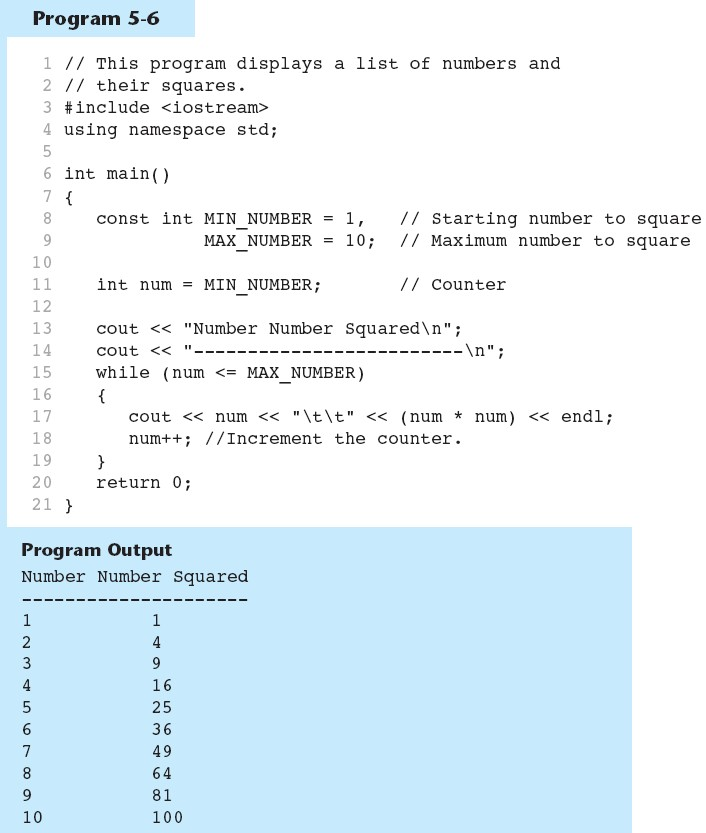 Program 5-6
1 // This program displays a list of numbers and
2 // their squares.
3 #include <iostream>
4 using namespace std;
5
6 int main()
7 {
8    const int MIN_NUMBER = 1,   // Starting number to square
9              MAX_NUMBER = 10;  // Maximum number to square
10
11    int num = MIN_NUMBER;       // Counter
12
13    cout << "Number Number Squared\n";
14    cout << "-------------------------\n";
15    while (num <= MAX_NUMBER)
16    {
17       cout << num << "\t\t" << (num * num) << endl;
18       num++; //Increment the counter.
19    }
20    return 0;
21 }
Program Output
Number Number Squared
---------------------
1           1
2           4
3           9
4           16
5           25
6           36
7           49
8           64
9           81
10          100